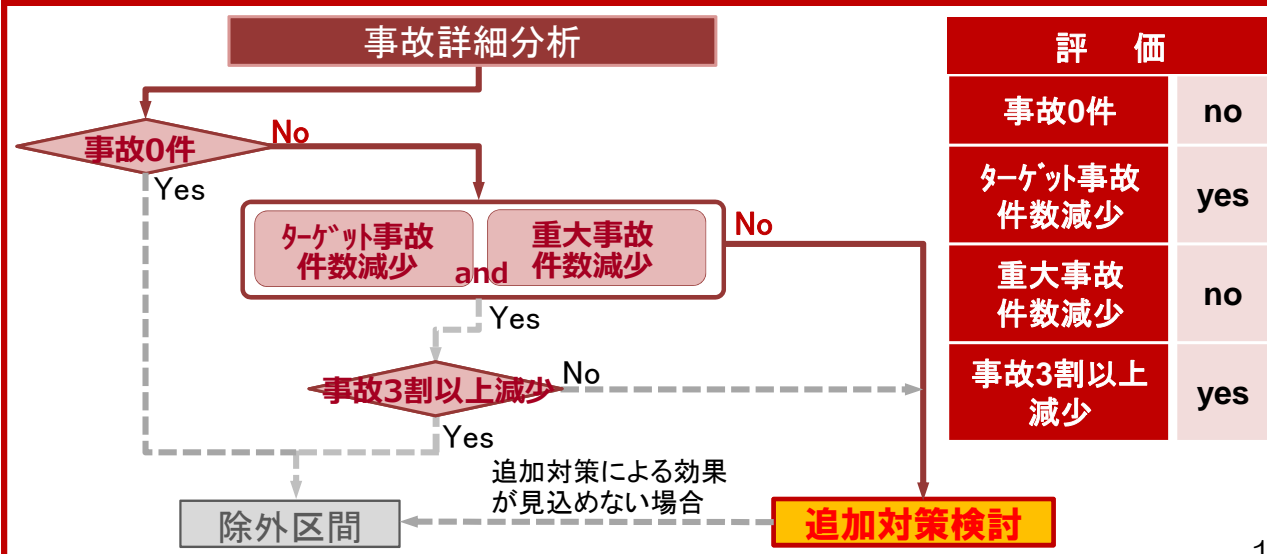 事故詳細分析
事故0件
No
Yes
ﾀｰｹﾞｯﾄ事故
件数減少
and
重大事故
件数減少
No
Yes
事故3割以上減少
No
Yes
追加対策による効果
が見込めない場合
除外区間
追加対策検討
評 価
事故0件
no
ﾀｰｹﾞｯﾄ事故
件数減少
yes
重大事故
件数減少
no
事故3割以上
減少
yes
1